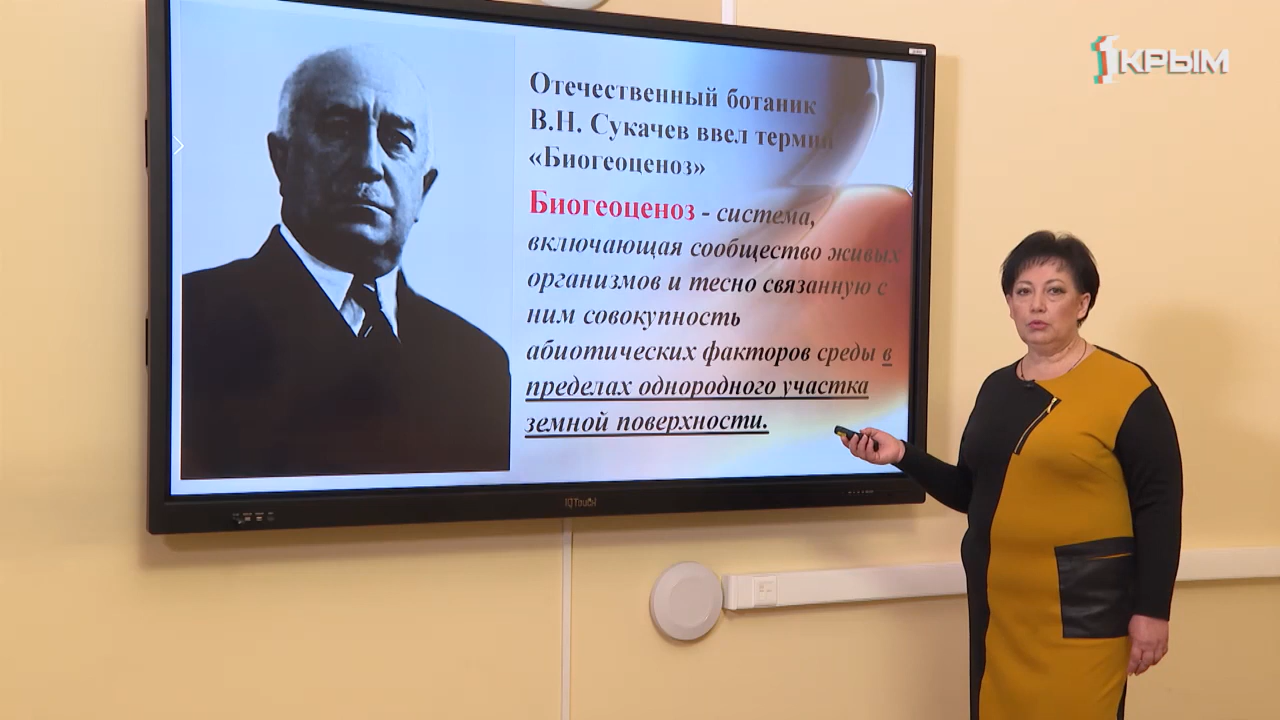 1КРЫМ
Отечественный ботаник
В.Н. Сукачев ввел термин
«Биогеоценоз»
Биогеоценоз - система,
включающая сообщество живых
организмов и тесно связанную с
ним совокупность
абиотических факторов среды в
пределах однородного участка
земной поверхности.
IQTouch